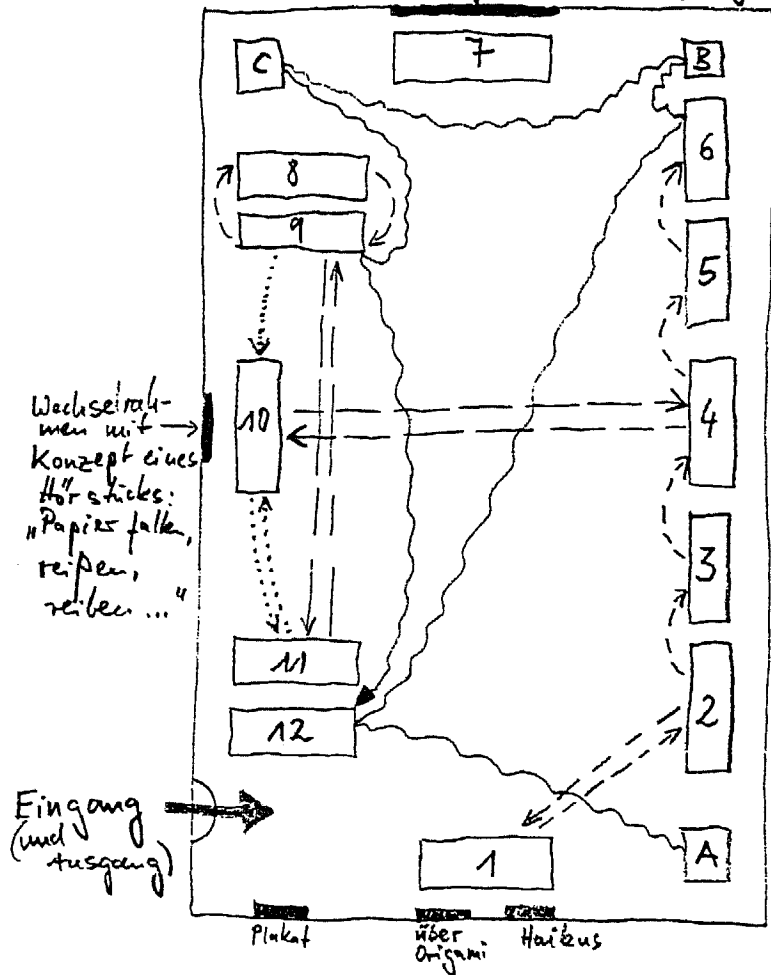 C
7
B
8
6
9
5
Wechselrah-
men mit
Konzept eines
Hörstücks:
"Papier falten,
reißen,
reiben ..."
10
4
3
11
2
12
Eingang
(und
Ausgang)
1
A
Plakat
über
Origami
Haikus